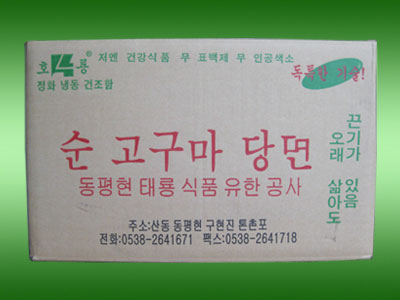 호 4 룡 ®
저엔 건강식품 무 표백제 무 인공색소
정화 냉동 건조함
독특한 기술!
순 고구마 당면
동평현 태룡 식품 유한 공사
끈기가 있음
오래 삶아도
주소:산동 동평현 구현진 톤촌포
전화:0538-2641671 팩스:0538-2641718